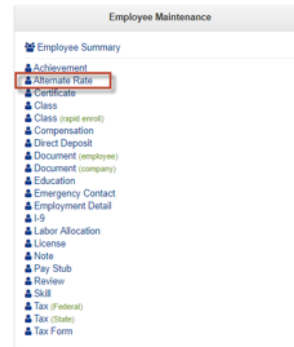 Employee Maintenance
Employee Summary
Achievement
Alternate Rate
Certificate
Class
Class (rapid enroll)
Compensation
Direct Deposit
Document (employee)
Document (company)
Education
Emergency Contact
Employment Detail
I-9
Labor Allocation
License
Note
Pay Stub
Review
Skill
Tax (Federal)
Tax (State)
Tax Form